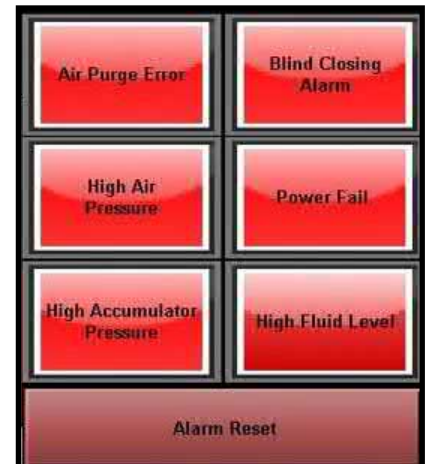 Air Purge Error
Blind Closing
Alarm
High Air
Pressure
Power Fail
High Accumulator
Pressure
High Fluid Level
Alarm Reset